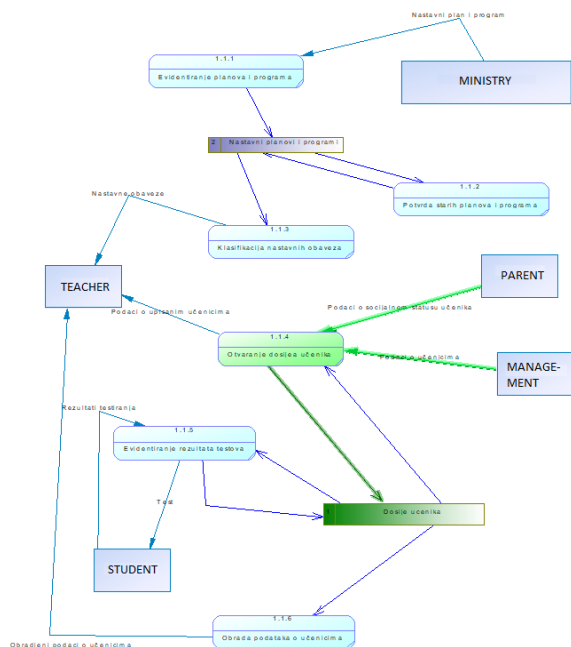 Nastavni plan i program
1.1.1
Evidentiranje planova i programa
MINISTRY
2 Nastavni planovi i programi
1.1.2
Potvrda starih planova i programa
Nastavne obaveze
1.1.3
Klasifikacija nastavnih obaveza
TEACHER
PARENT
Podaci o socijalnom statusu učenika
Podaci o upisanim učenicima
1.1.4
Otvaranje dosijea učenika
Podaci o učenicima
MANAGE-
MENT
Rezultati testiranja
1.1.5
Evidentiranje rezultata testova
Test
1 Dosije ucenika
STUDENT
1.1.6
Obrada podataka o učenicima
Obrađeni podaci o učenicima